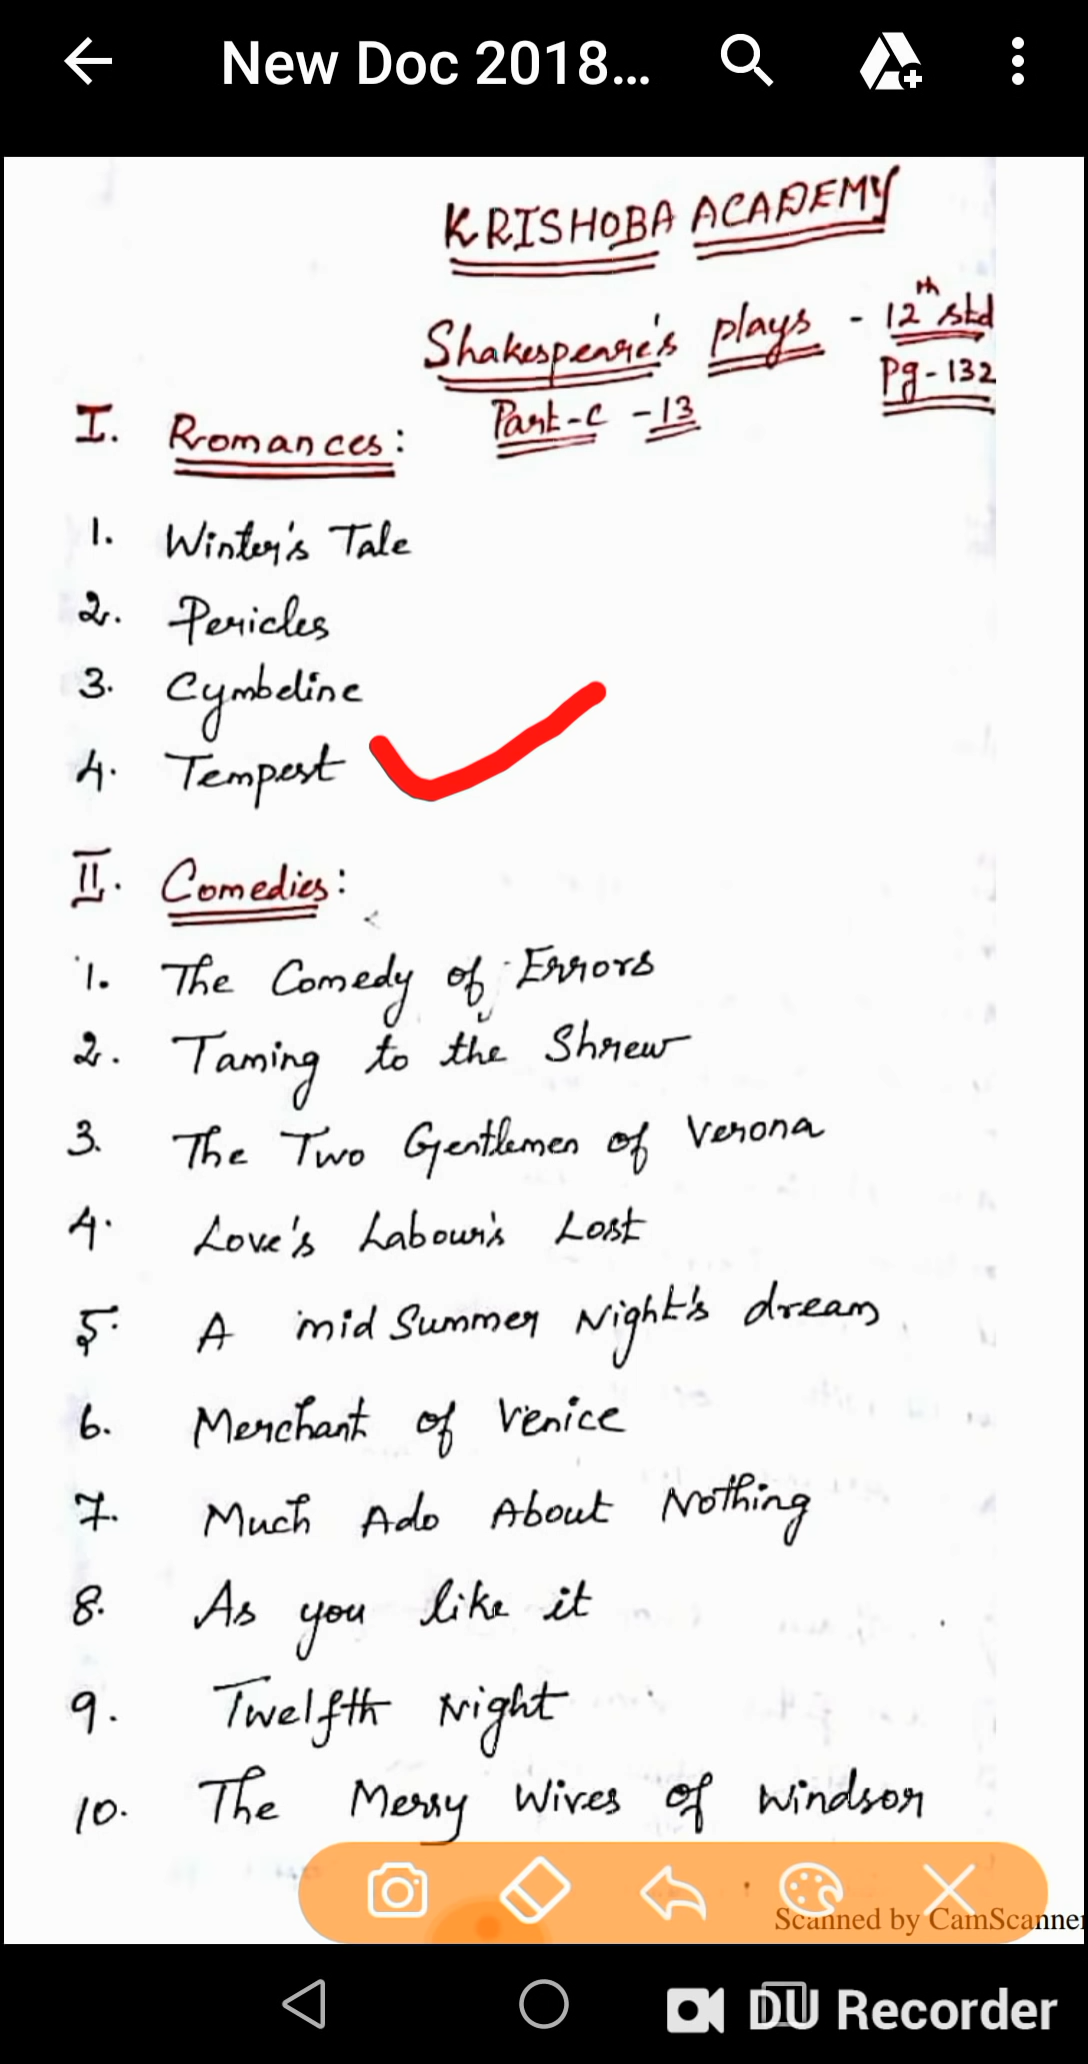 New Doc 2018...
KRISHOBA ACADEMY
Shakespeare's plays - 12th std
Pg-132
Part-C -13
I. Rromances:
1. Winter's Tale
2. Pericles
3. Cymbeline
4. Tempest
II. Comedies:
1. The Comedy of Errors
2. Taming to the Shrew
3. The Two Gentlemen of Verona
4. Love's Labour's Lost
5. A midSummer Night's dream
6. Merchant of Venice
7. Much Ado About Nothing
8. As you like it
9. Twelfth Night
10. The Merry Wives of Windsor
Scanned by CamScanner
DU Recorder